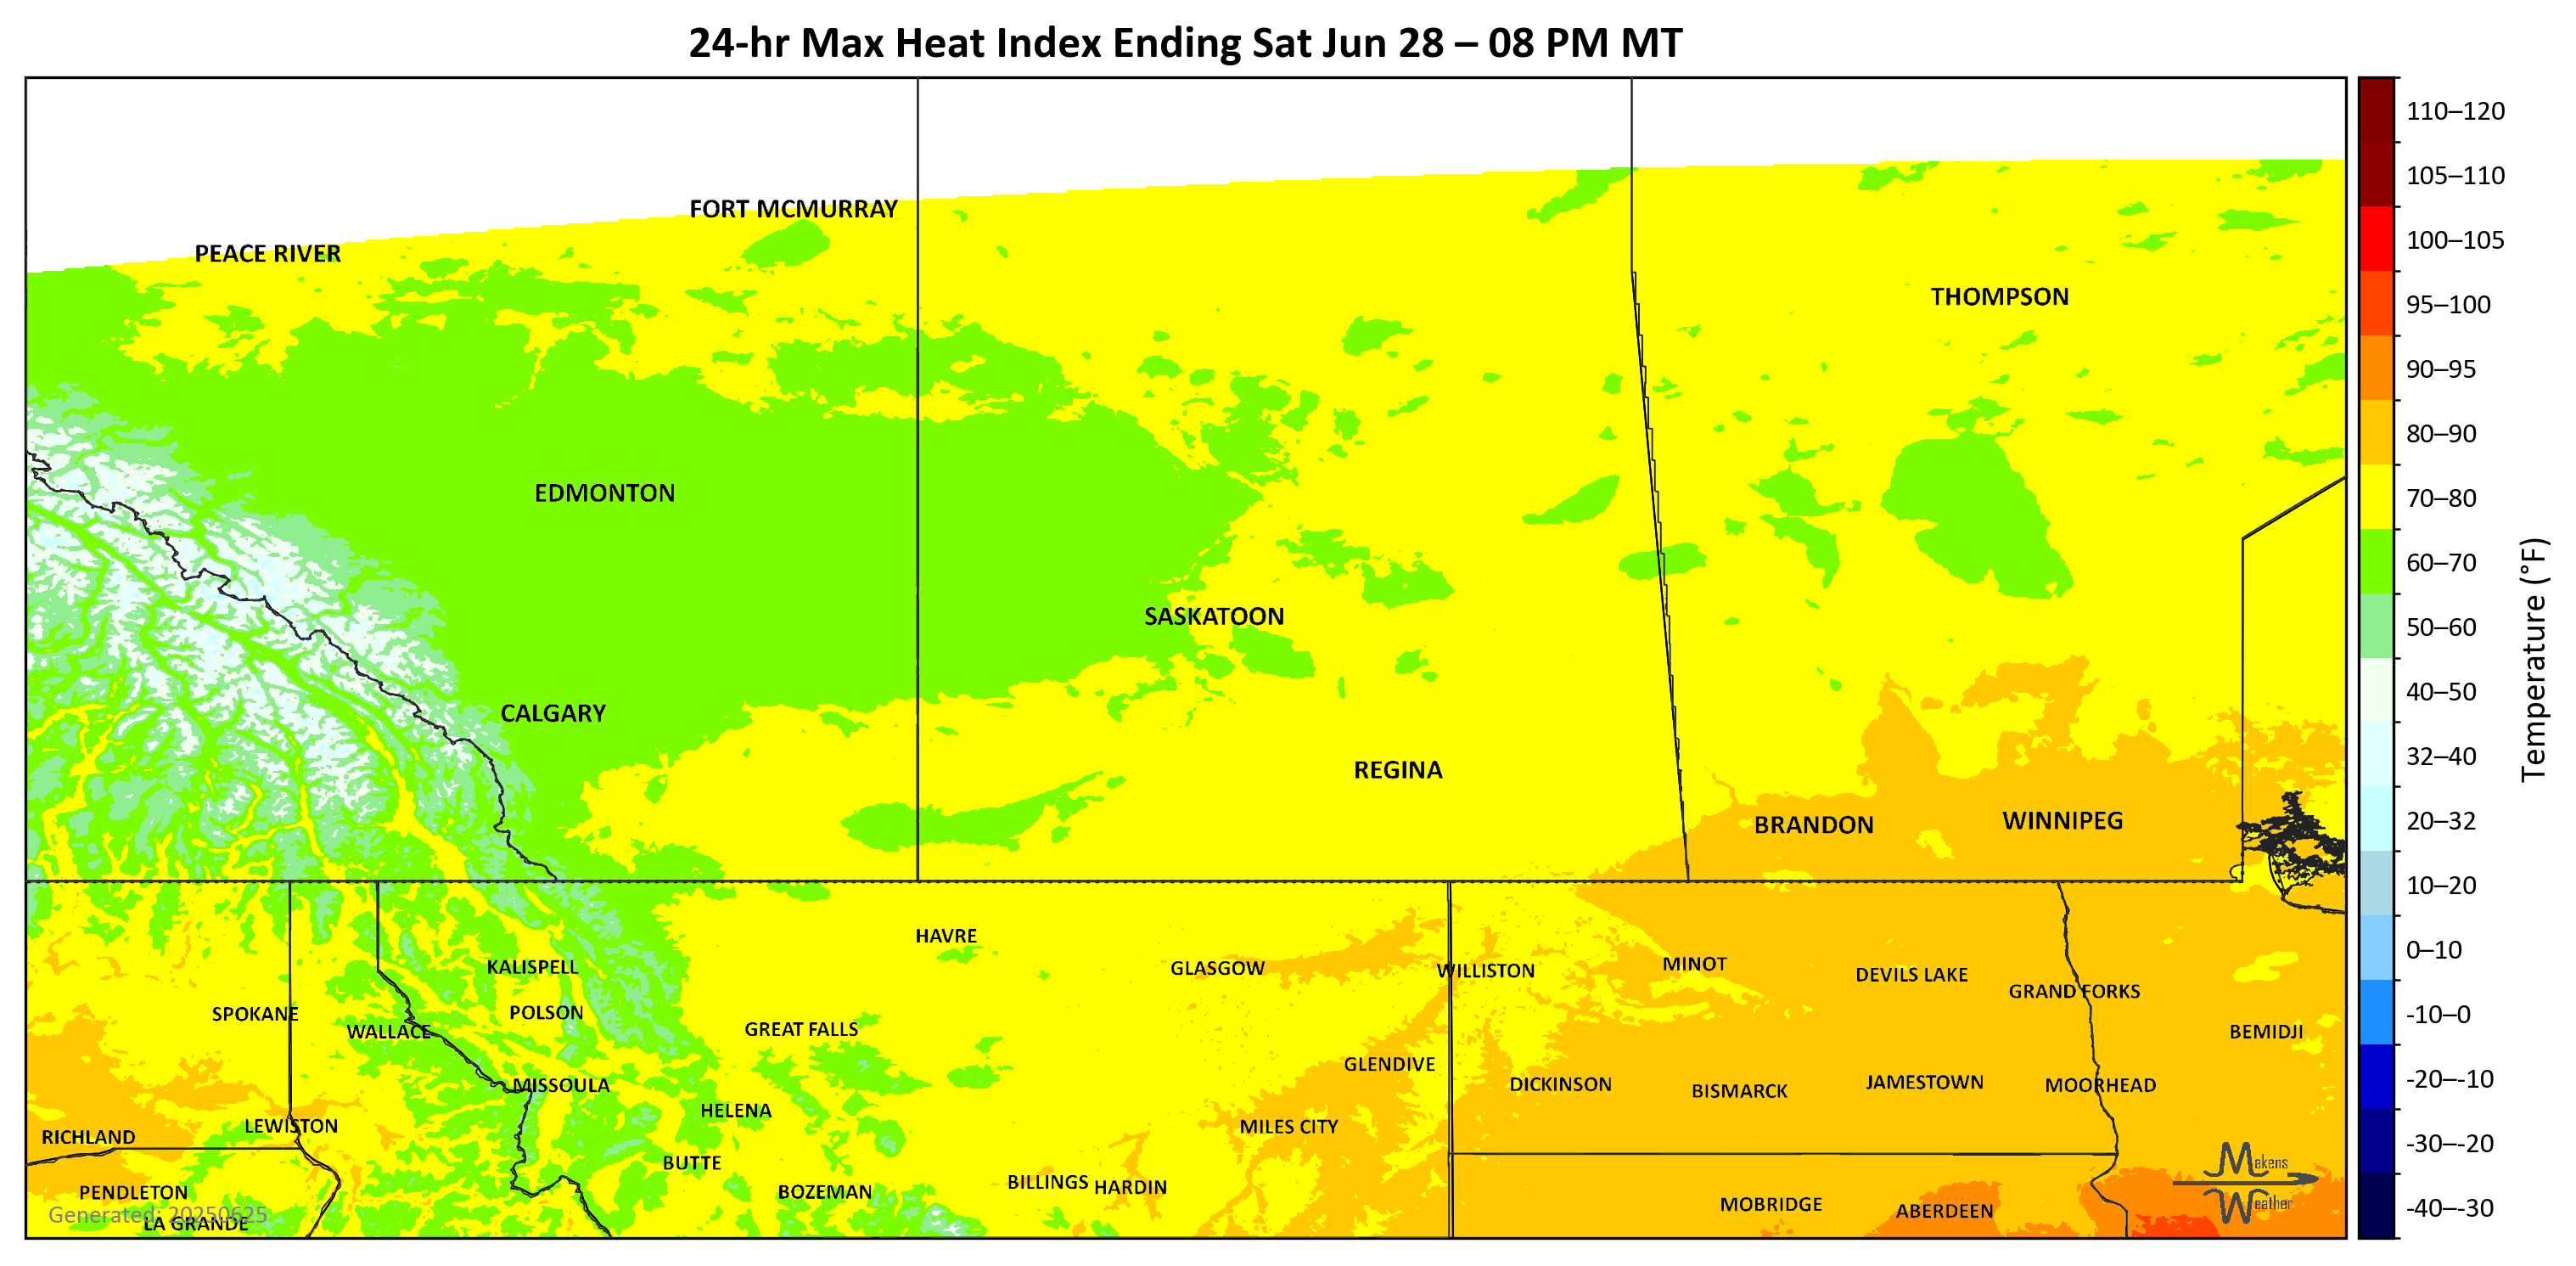 24-hr Max Heat Index Ending Sat Jun 28 – 08 PM MT
110–120
105–110
FORT MCMURRAY
100–105
PEACE RIVER
THOMPSON
95–100
90–95
80–90
EDMONTON
70–80
60–70
SASKATOON
50–60
Temperature (°F)
40–50
CALGARY
32–40
REGINA
BRANDON
WINNIPEG
20–32
10–20
HAVRE
0–10
KALISPELL
GLASGOW
WILLISTON
MINOT
DEVILS LAKE
GRAND FORKS
SPOKANE
POLSON
-10–0
WALLACE
GREAT FALLS
BEMIDJI
GLENDIVE
-20–-10
MISSOULA
DICKINSON
BISMARCK
JAMESTOWN
MOORHEAD
HELENA
LEWISTON
MILES CITY
RICHLAND
-30–-20
BUTTE
Makens
PENDLETON
BOZEMAN
BILLINGS
HARDIN
MOBRIDGE
ABERDEEN
Weather
-40–-30
Generated: 20250625
LA GRANDE